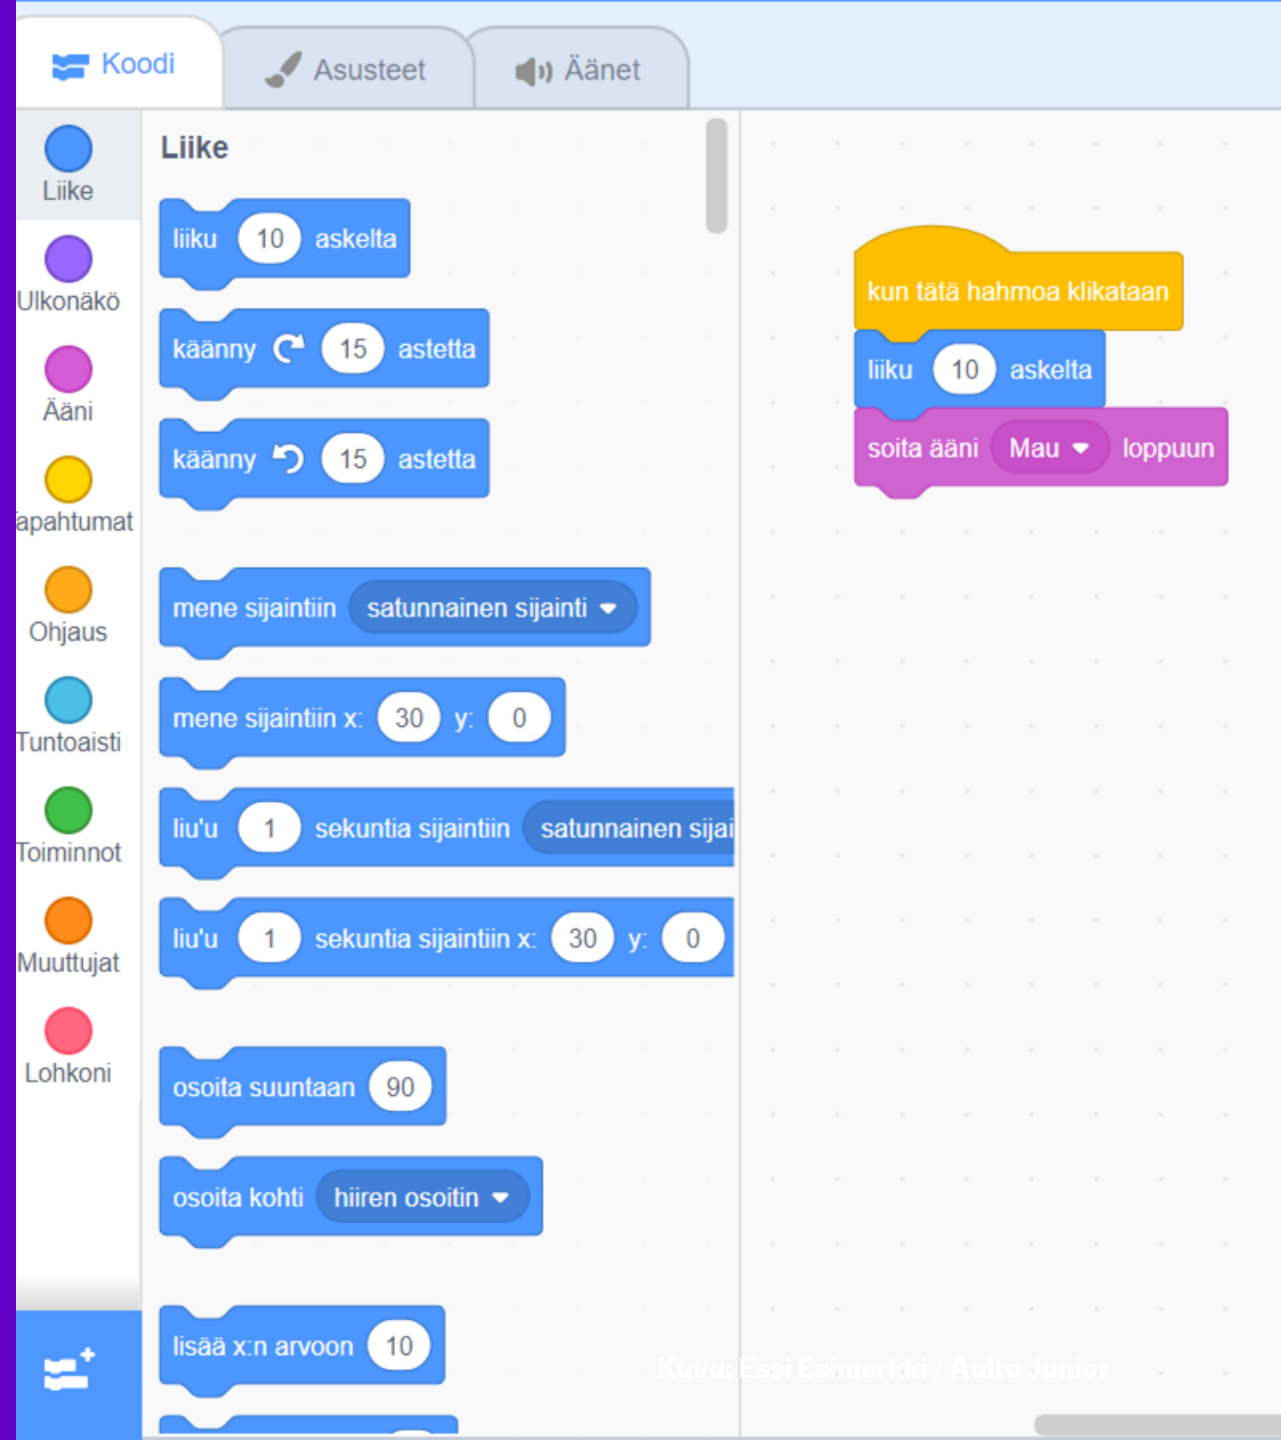 Koodi
Asusteet
Äänet
Liike
Ulkonäkö
Ääni
apahtumat
Ohjaus
Tuntoaisti
Toiminnot
Muuttujat
Lohkoni
Liike
liiku 10 askelta
käänny 15 astetta
käänny 15 astetta
mene sijaintiin satunnainen sijainti
mene sijaintiin x: 30 y: 0
liu'u 1 sekuntia sijaintiin satunnainen sijai
liu'u 1 sekuntia sijaintiin x: 30 y: 0
osoita suuntaan 90
osoita kohti hiiren osoitin
lisää x:n arvoon 10
kun tätä hahmoa klikataan
liiku 10 askelta
soita ääni Mau loppuun
Kuva: Essi Esimerkki / Aalto Junior